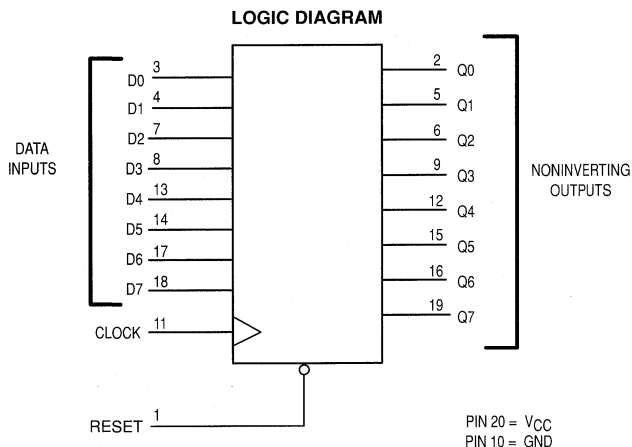 LOGIC DIAGRAM
DATA
INPUTS
D0 3
D1 4
D2 7
D3 8
D4 13
D5 14
D6 17
D7 18
CLOCK 11
RESET 1
2 Q0
5 Q1
6 Q2
9 Q3
12 Q4
15 Q5
16 Q6
19 Q7
NONINVERTING
OUTPUTS
PIN 20 = VCC
PIN 10 = GND